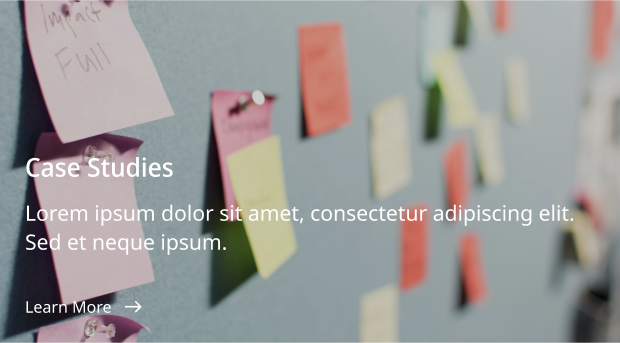 Impact
Full
Case Studies
Lorem ipsum dolor sit amet, consectetur adipiscing elit.
Sed et neque ipsum.
Learn More →